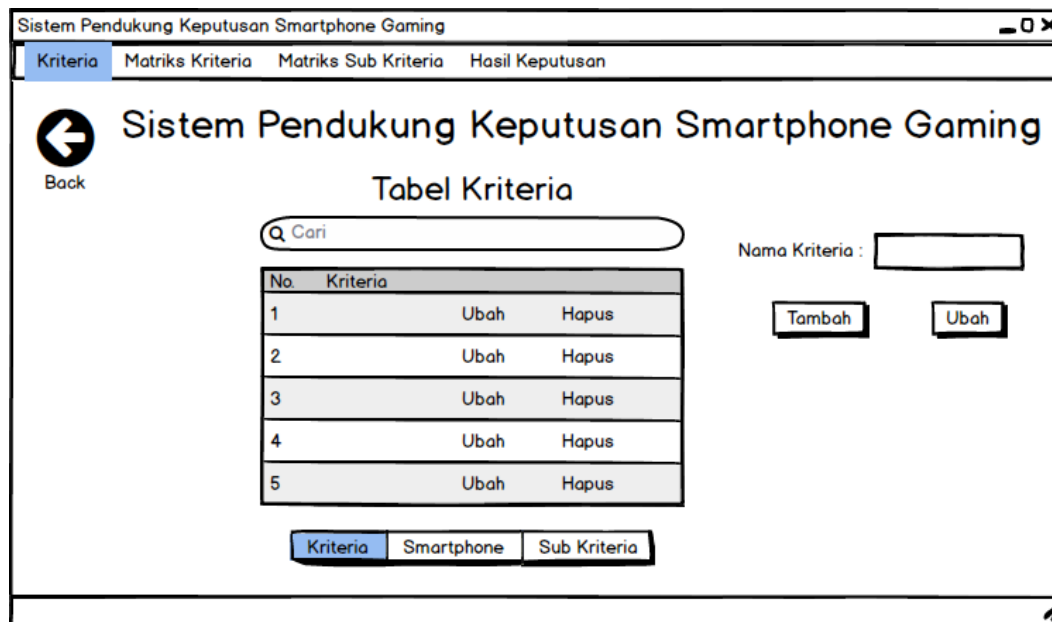 Sistem Pendukung Keputusan Smartphone Gaming
Kriteria Matriks Kriteria Matriks Sub Kriteria Hasil Keputusan
Sistem Pendukung Keputusan Smartphone Gaming
Back
Tabel Kriteria
Cari
Nama Kriteria :
No. Kriteria
1 Ubah Hapus
Tambah Ubah
2 Ubah Hapus
3 Ubah Hapus
4 Ubah Hapus
5 Ubah Hapus
Kriteria Smartphone Sub Kriteria